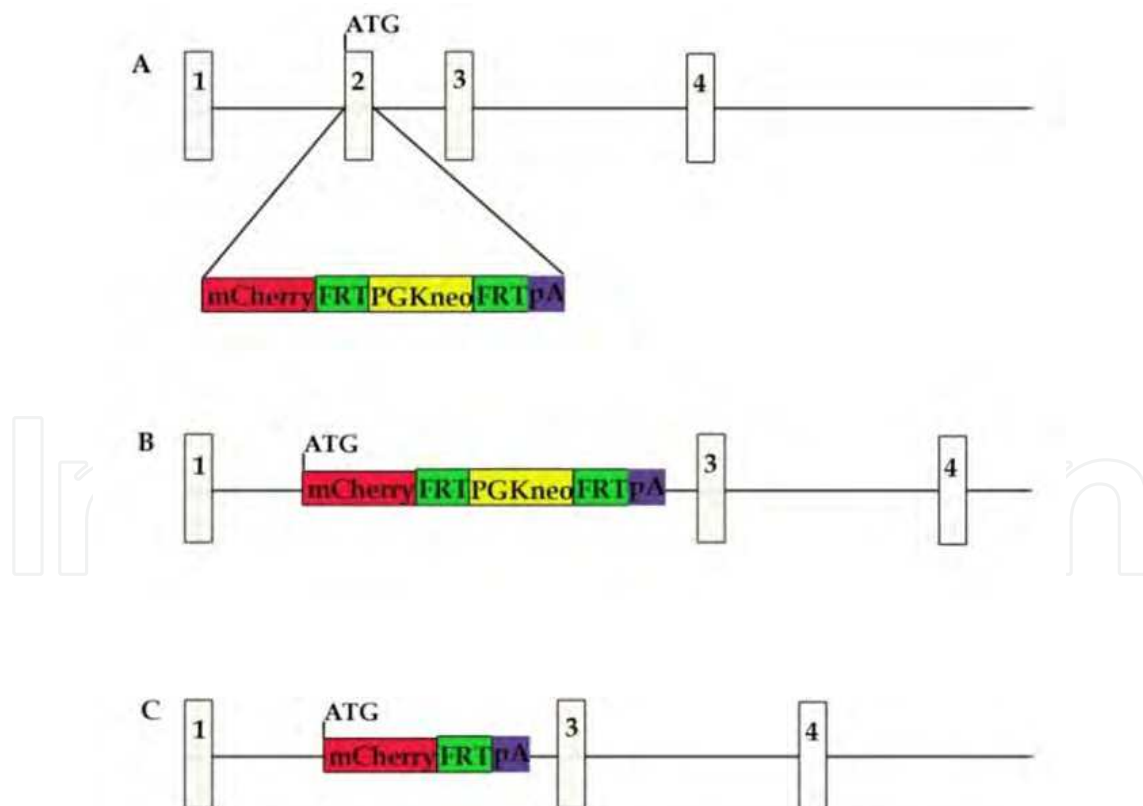 ATG
A 1 2 3 4
mCherry FRT PGKneo FRT pA
B 1 ATG 3 4
mCherry FRT PGKneo FRT pA
C 1 ATG 3 4
mCherry FRT pA